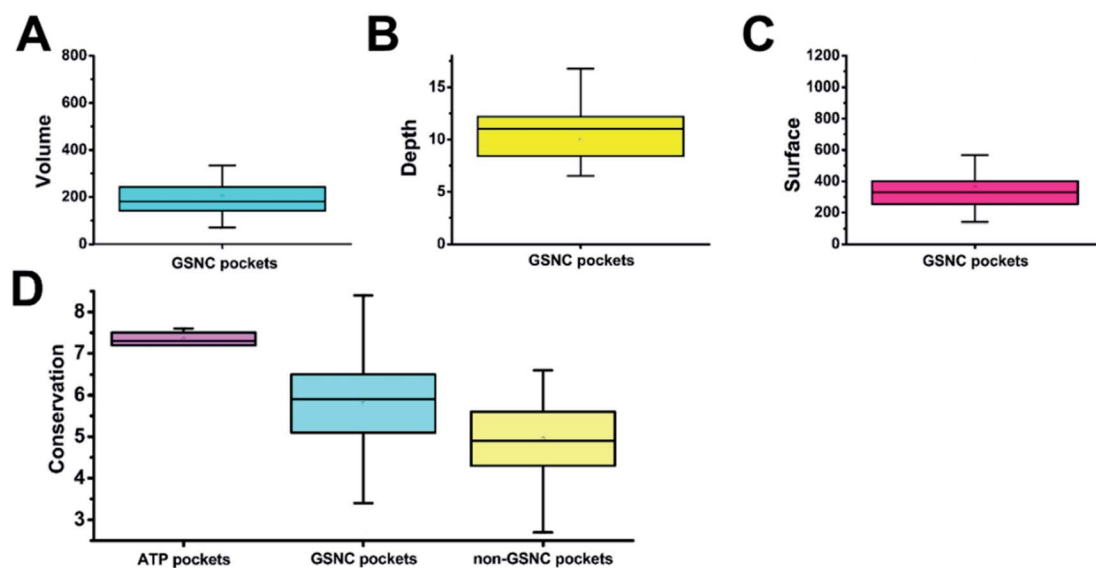 A
Volume
800
600
400
200
0
GSNC pockets
B
Depth
15
10
5
0
GSNC pockets
C
Surface
1200
1000
800
600
400
200
0
GSNC pockets
D
Conservation
8
7
6
5
4
3
ATP pockets
GSNC pockets
non-GSNC pockets